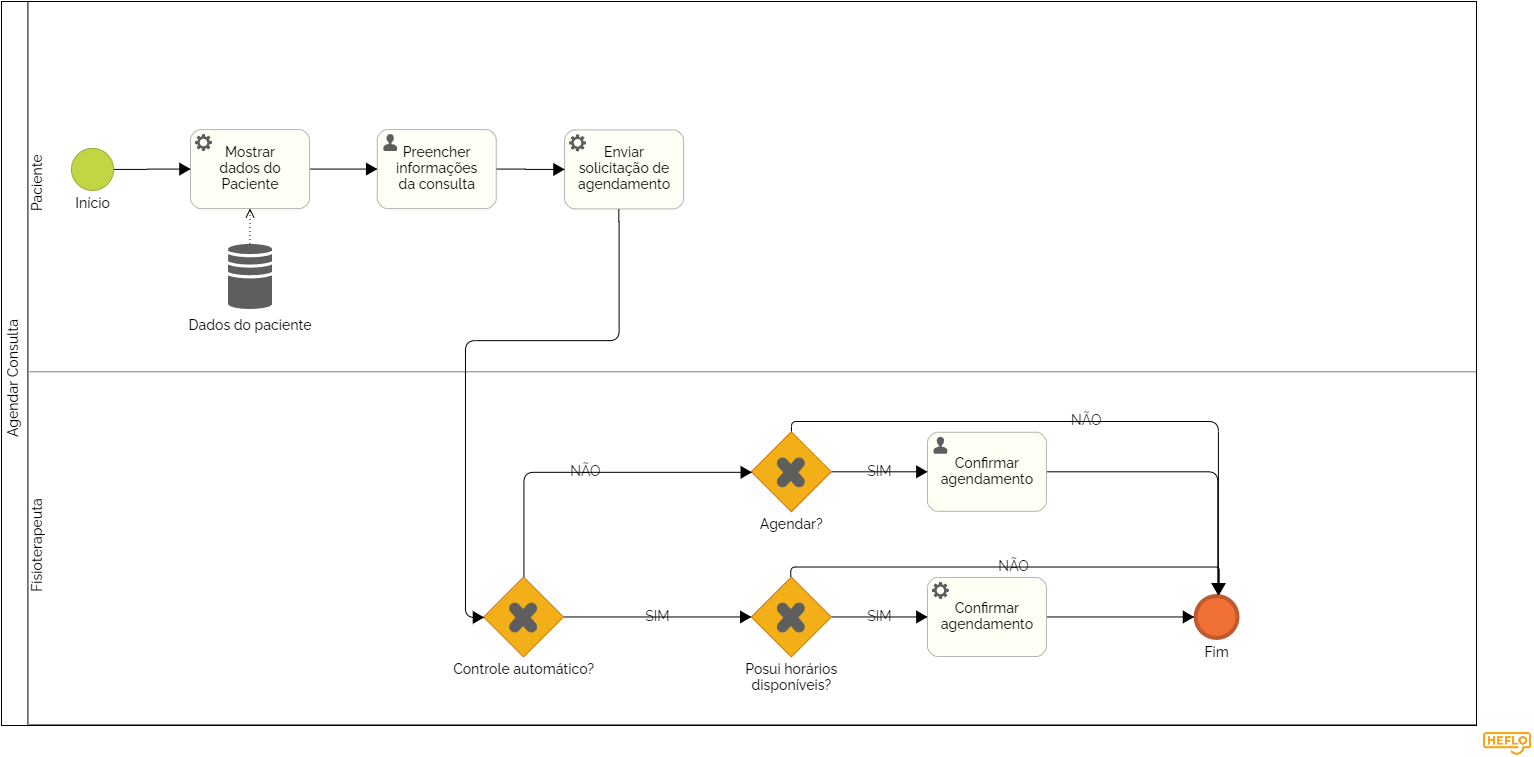 Agendar Consulta
Paciente
Início
Mostrar
dados do
Paciente
Preencher
informações
da consulta
Enviar
solicitação de
agendamento
Dados do paciente
Fisioterapeuta
NÃO
NÃO
Agendar?
SIM
Confirmar
agendamento
Controle automático?
SIM
Posui horários
disponíveis?
NÃO
SIM
Confirmar
agendamento
Fim
HEFLO